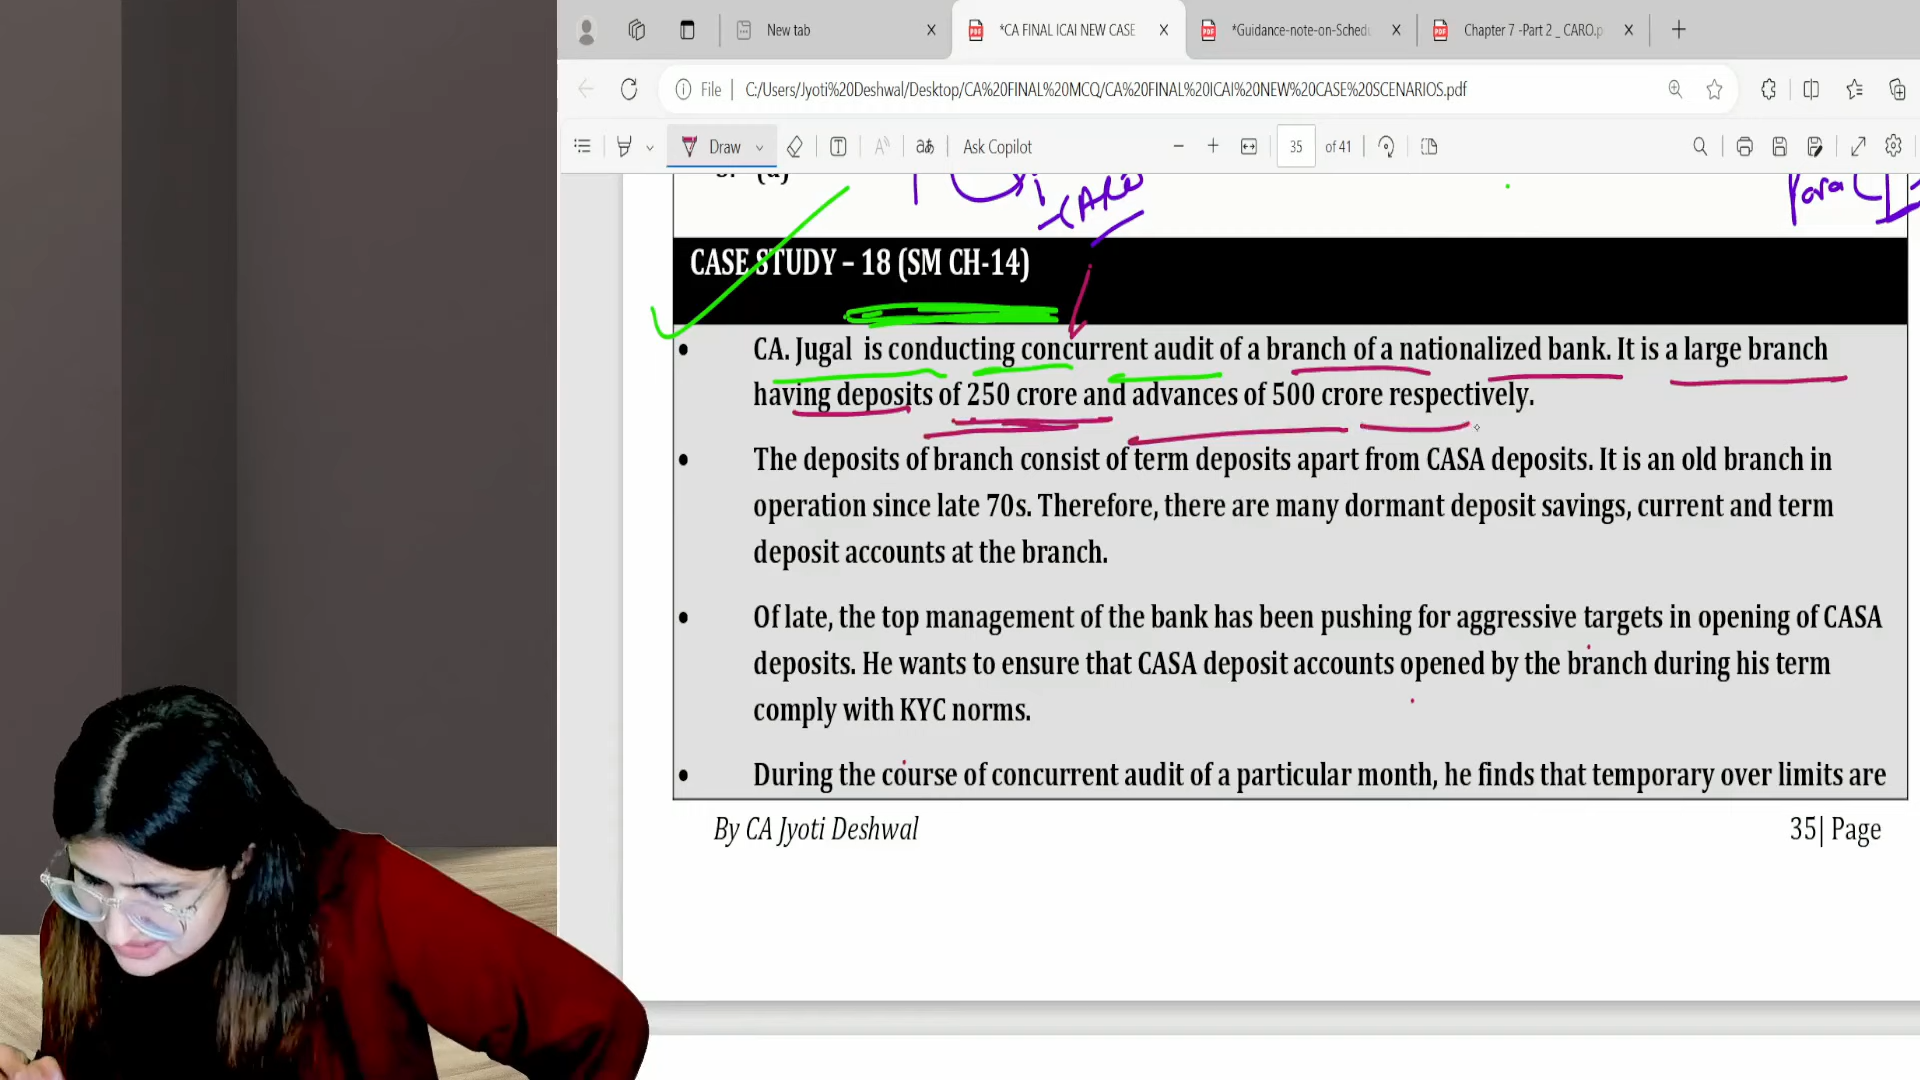 New tab
*CA FINAL ICAI NEW CASE
*Guidance-note-on-Schedu
Chapter 7 -Part 2 _ CARO.p
File
C:/Users/Jyoti%20Deshwal/Desktop/CA%20FINAL%20MCQ/CA%20FINAL%20ICAI%20NEW%20CASE%20SCENARIOS.pdf
Draw
Ask Copilot
35 of 41
CARO
Para
CASE STUDY – 18 (SM CH-14)
• CA. Jugal is conducting concurrent audit of a branch of a nationalized bank. It is a large branch
having deposits of 250 crore and advances of 500 crore respectively.
• The deposits of branch consist of term deposits apart from CASA deposits. It is an old branch in
operation since late 70s. Therefore, there are many dormant deposit savings, current and term
deposit accounts at the branch.
• Of late, the top management of the bank has been pushing for aggressive targets in opening of CASA
deposits. He wants to ensure that CASA deposit accounts opened by the branch during his term
comply with KYC norms.
• During the course of concurrent audit of a particular month, he finds that temporary over limits are
By CA Jyoti Deshwal
35| Page